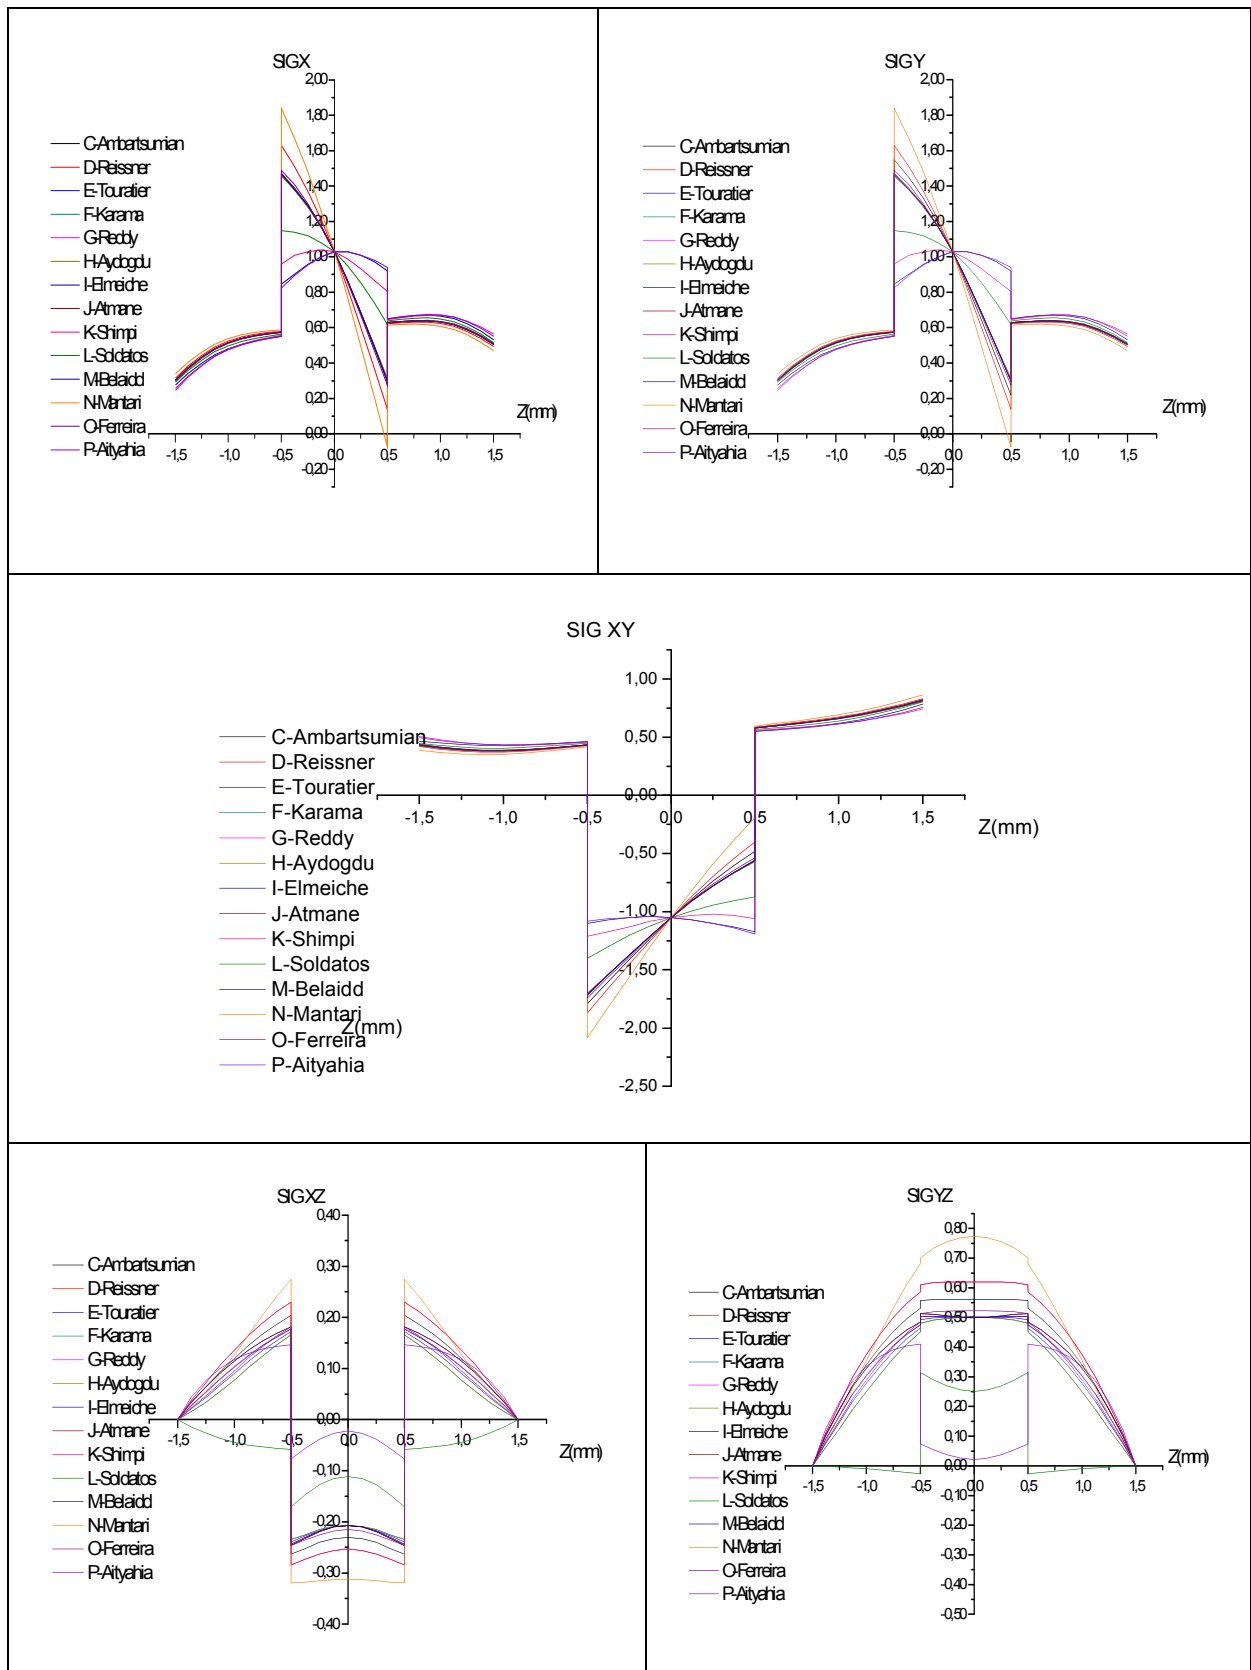 SIGX
2,00
1,80
1,60
1,40
1,20
1,00
0,80
0,60
0,40
0,20
0,00
-0,20
C-Ambartsumian
D-Reissner
E-Touratier
F-Karama
G-Reddy
H-Aydogdu
I-Elmeiche
J-Atmane
K-Shimpi
L-Soldatos
M-Belaidd
N-Mantari
O-Ferreira
P-Aityahia
Z(mm)
-1,5 -1,0 -0,5 0,0 0,5 1,0 1,5
SIGY
2,00
1,80
1,60
1,40
1,20
1,00
0,80
0,60
0,40
0,20
0,00
-0,20
C-Ambartsumian
D-Reissner
E-Touratier
F-Karama
G-Reddy
H-Aydogdu
I-Elmeiche
J-Atmane
K-Shimpi
L-Soldatos
M-Belaidd
N-Mantari
O-Ferreira
P-Aityahia
Z(mm)
-1,5 -1,0 -0,5 0,0 0,5 1,0 1,5
SIG XY
1,00
0,50
0,00
-0,50
-1,00
-1,50
-2,00
-2,50
C-Ambartsumian
D-Reissner
E-Touratier
F-Karama
G-Reddy
H-Aydogdu
I-Elmeiche
J-Atmane
K-Shimpi
L-Soldatos
M-Belaidd
N-Mantari
O-Ferreira
P-Aityahia
-1,5 -1,0 -0,5 0,0 0,5 1,0 1,5
Z(mm)
Z(mm)
SIGXZ
0,40
0,30
0,20
0,10
0,00
-0,10
-0,20
-0,30
-0,40
C-Ambartsumian
D-Reissner
E-Touratier
F-Karama
G-Reddy
H-Aydogdu
I-Elmeiche
J-Atmane
K-Shimpi
L-Soldatos
M-Belaidd
N-Mantari
O-Ferreira
P-Aityahia
-1,5 -1,0 -0,5 0,0 0,5 1,0 1,5
Z(mm)
SIGYZ
0,80
0,70
0,60
0,50
0,40
0,30
0,20
0,10
0,00
-0,10
-0,20
-0,30
-0,40
-0,50
C-Ambartsumian
D-Reissner
E-Touratier
F-Karama
G-Reddy
H-Aydogdu
I-Elmeiche
J-Atmane
K-Shimpi
L-Soldatos
M-Belaidd
N-Mantari
O-Ferreira
P-Aityahia
-1,5 -1,0 -0,5 0,0 0,5 1,0 1,5
Z(mm)